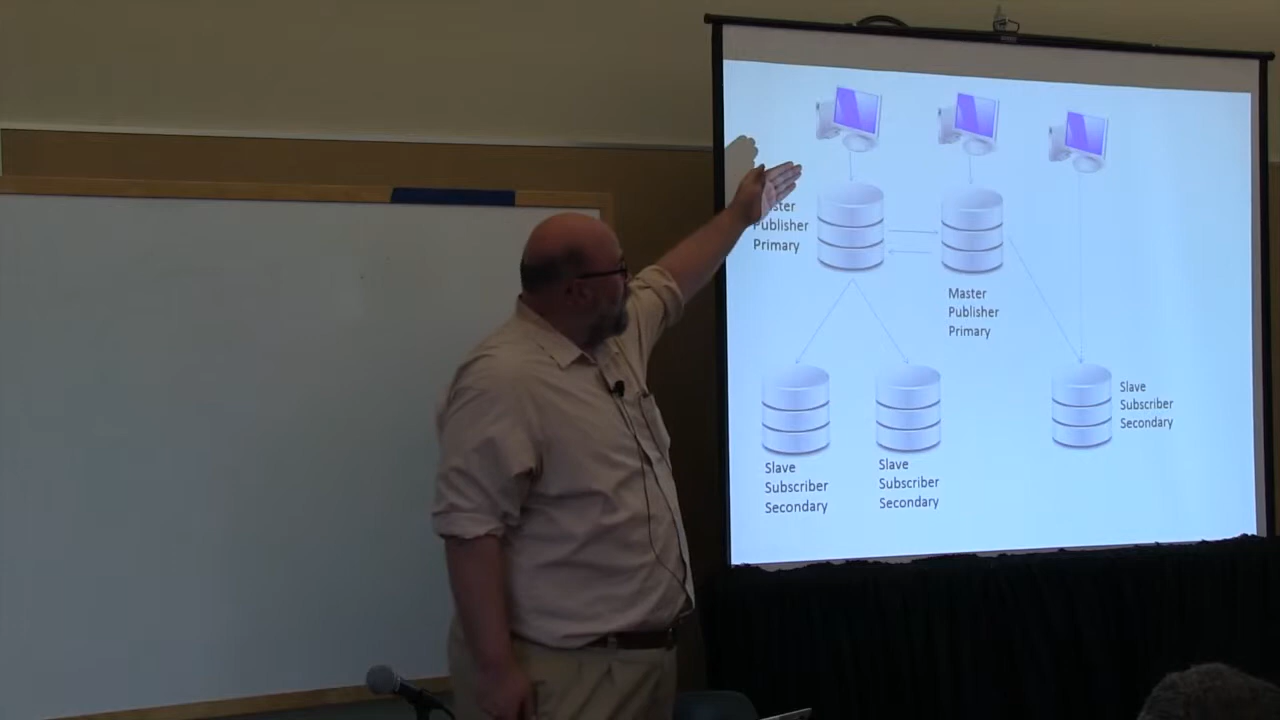 Publisher
Primary
Master
Publisher
Primary
Slave
Subscriber
Secondary
Slave
Subscriber
Secondary
Slave
Subscriber
Secondary